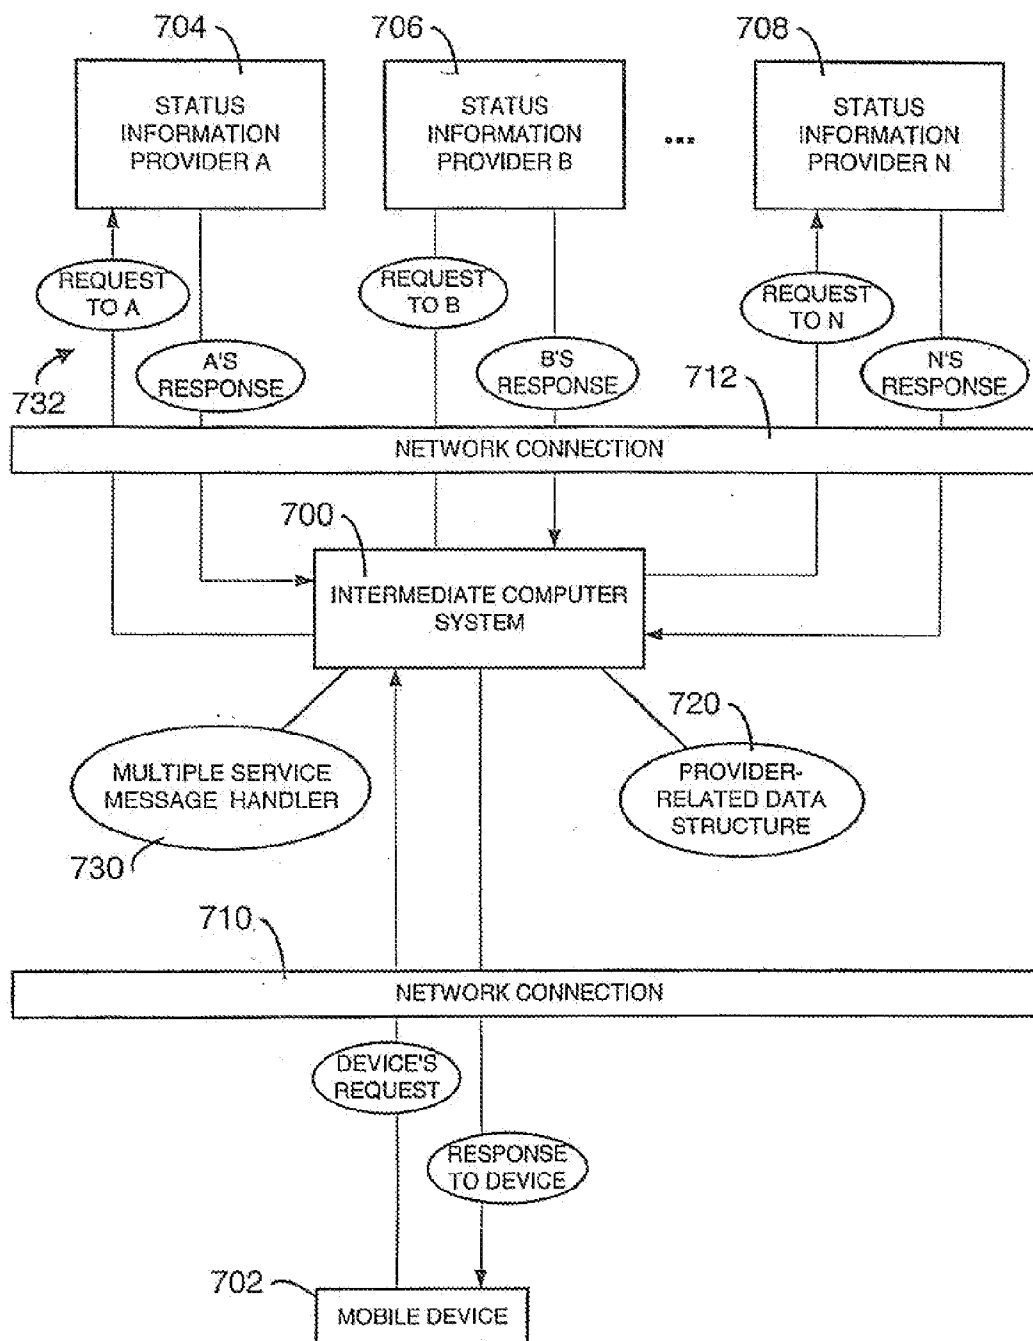 704
706
708
STATUS
INFORMATION
PROVIDER A
STATUS
INFORMATION
PROVIDER B
...
STATUS
INFORMATION
PROVIDER N
REQUEST
TO A
REQUEST
TO B
REQUEST
TO N
732
A'S
RESPONSE
B'S
RESPONSE
712
N'S
RESPONSE
NETWORK CONNECTION
700
INTERMEDIATE COMPUTER
SYSTEM
720
MULTIPLE SERVICE
MESSAGE HANDLER
730
PROVIDER-
RELATED DATA
STRUCTURE
710
NETWORK CONNECTION
DEVICE'S
REQUEST
RESPONSE
TO DEVICE
702
MOBILE DEVICE